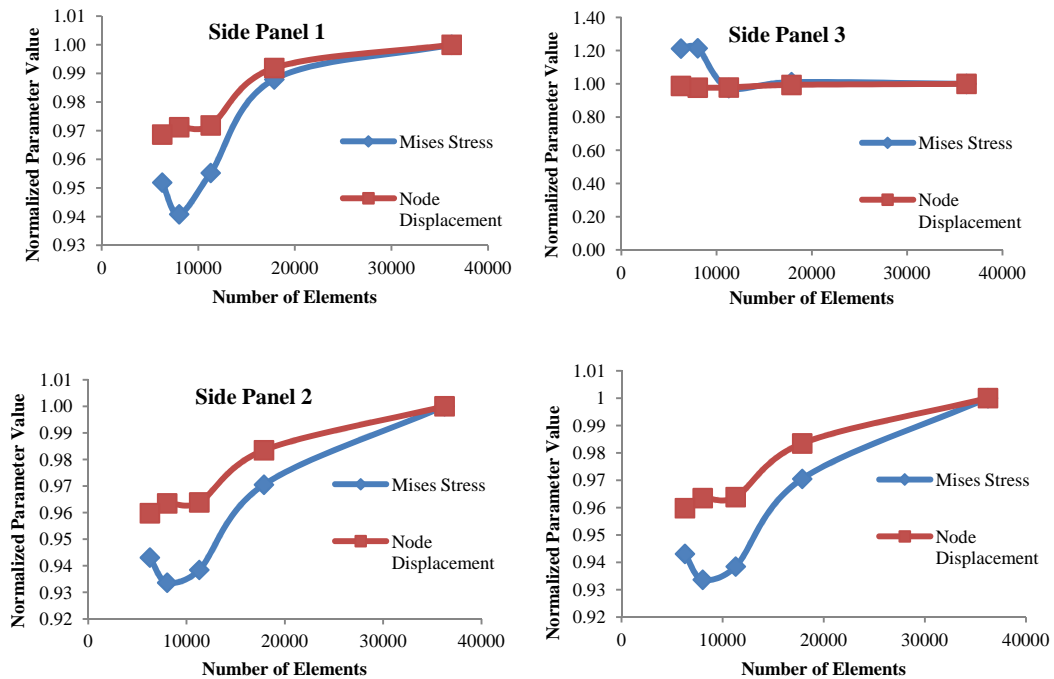 Side Panel 1
Normalized Parameter Value
1.01
1.00
0.99
0.98
0.97
0.96
0.95
0.94
0.93
0
10000
20000
30000
40000
Number of Elements
Mises Stress
Node
Displacement
Side Panel 3
Normalized Parameter Value
1.40
1.20
1.00
0.80
0.60
0.40
0.20
0.00
0
10000
20000
30000
40000
Number of Elements
Mises Stress
Node
Displacement
Side Panel 2
Normalized Parameter Value
1.01
1.00
0.99
0.98
0.97
0.96
0.95
0.94
0.93
0.92
0
10000
20000
30000
40000
Number of Elements
Mises Stress
Node
Displacement
Normalized Parameter Value
1.01
1
0.99
0.98
0.97
0.96
0.95
0.94
0.93
0.92
0
10000
20000
30000
40000
Number of Elements
Mises Stress
Node
Displacement